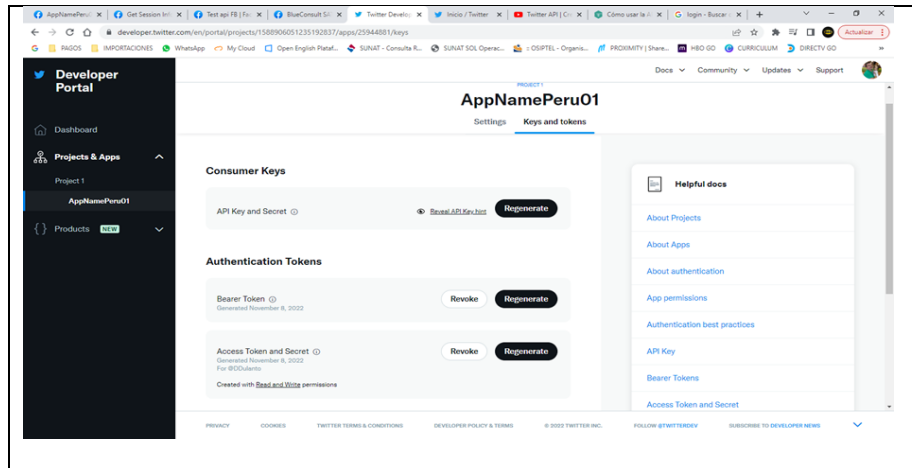 AppNamePeru
Get Session Inf
Test api FB | Fac
BlueConsult SA
Twitter Develop
Inicio / Twitter
Twitter API | Cr
Cómo usar la A
login - Buscar
developer.twitter.com/en/portal/projects/1588906051235192837/apps/25944881/keys
Actualizar
PAGOS
IMPORTACIONES
WhatsApp
My Cloud
Open English Plataf...
SUNAT - Consulta R...
SUNAT SOL Operac...
:: OSIPTEL - Organis...
PROXIMITY | Share...
HBO GO
CURRICULUM
DIRECTV GO
»
Developer
Portal
Docs
Community
Updates
Support
PROJECT 1
AppNamePeru01
Settings
Keys and tokens
Dashboard
Projects & Apps
Project 1
AppNamePeru01
Products
NEW
Consumer Keys
API Key and Secret
Reveal API Key hint
Regenerate
Authentication Tokens
Bearer Token
Generated November 8, 2022
Revoke
Regenerate
Access Token and Secret
Generated November 8, 2022
For @DDulanto
Revoke
Regenerate
Created with Read and Write permissions
Helpful docs
About Projects
About Apps
About authentication
App permissions
Authentication best practices
API Key
Bearer Tokens
Access Token and Secret
PRIVACY
COOKIES
TWITTER TERMS & CONDITIONS
DEVELOPER POLICY & TERMS
© 2022 TWITTER INC.
FOLLOW @TWITTERDEV
SUBSCRIBE TO DEVELOPER NEWS